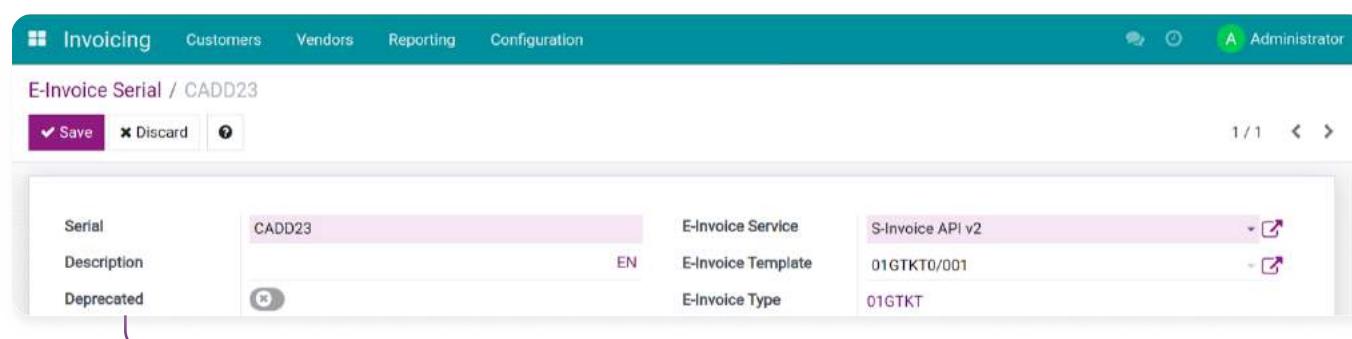 Invoicing Customers Vendors Reporting Configuration A Administrator
E-Invoice Serial / CADD23
Save Discard 1 / 1
Serial CADD23 E-Invoice Service S-Invoice API v2
Description EN E-Invoice Template 01GTKT0/001
Deprecated E-Invoice Type 01GTKT